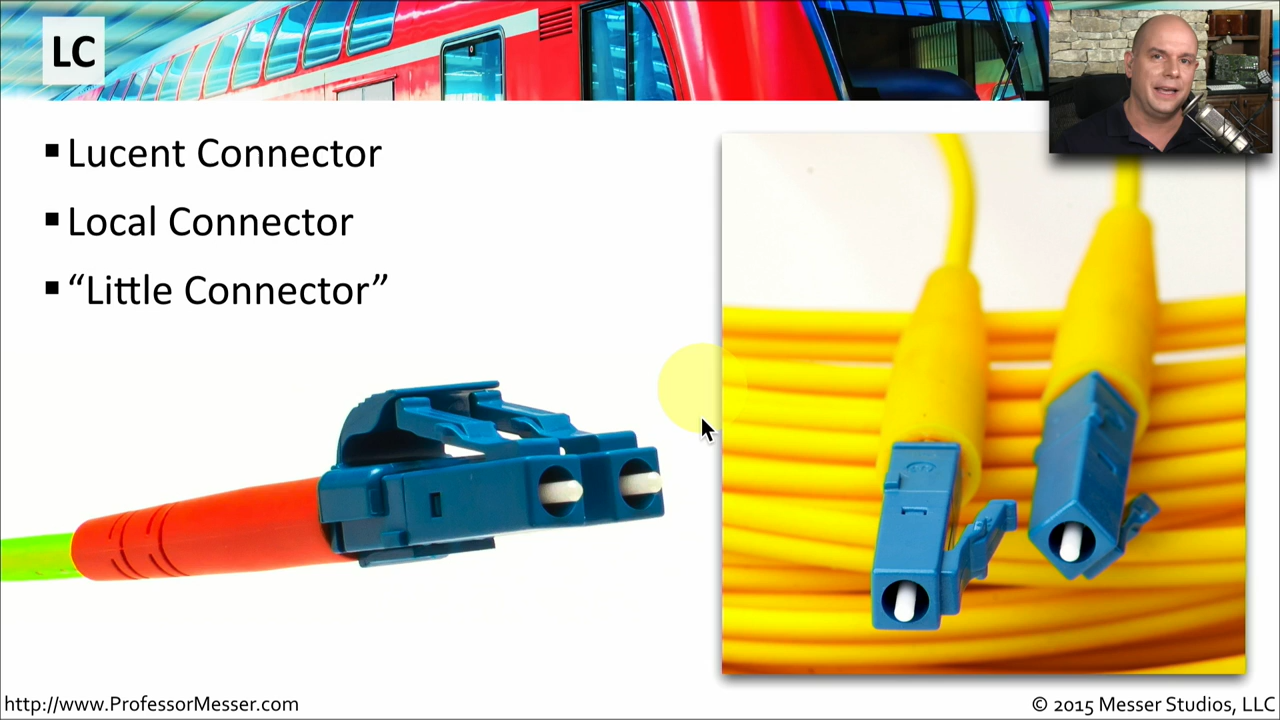 LC
▪ Lucent Connector
▪ Local Connector
▪ “Little Connector”
http://www.ProfessorMesser.com
© 2015 Messer Studios, LLC